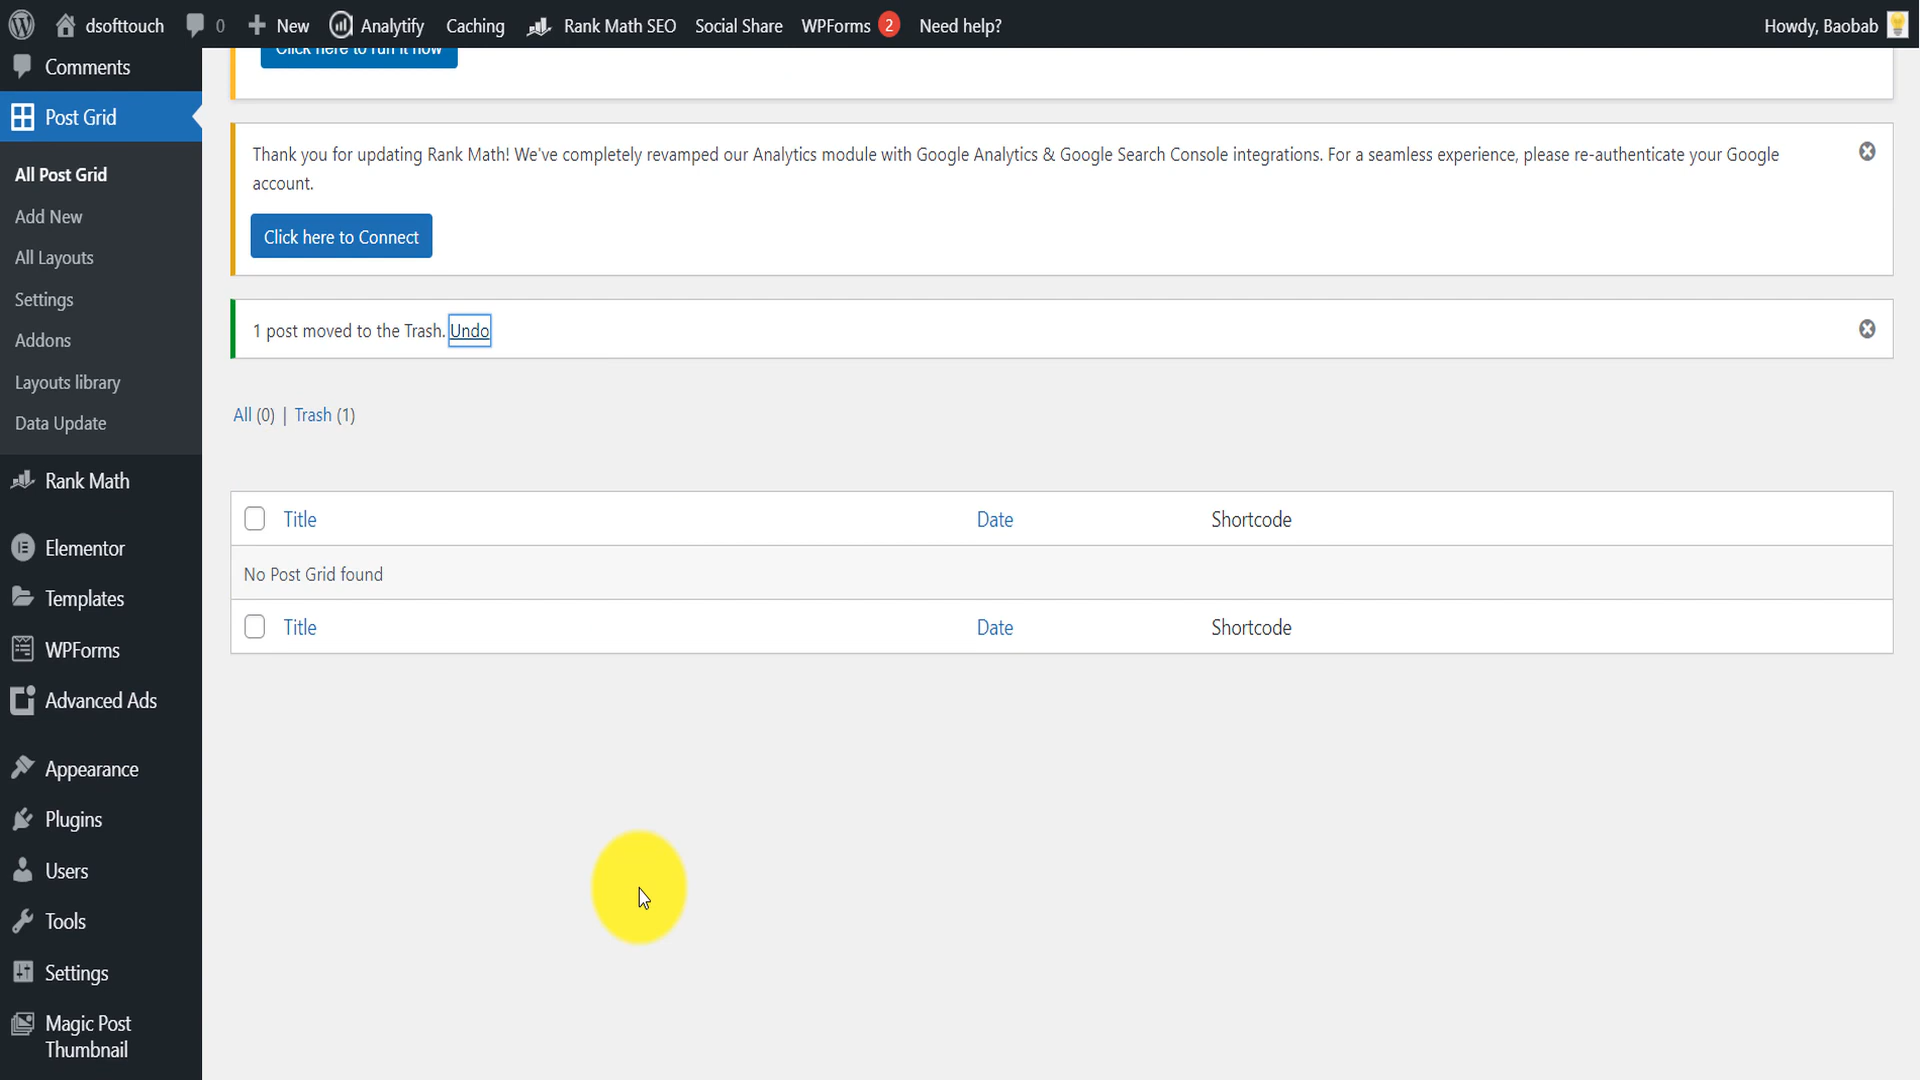 dsofttouch 0 New Analytify Caching Rank Math SEO Social Share WPForms 2 Need help? Howdy, Baobab
Comments
Post Grid
All Post Grid
Add New
All Layouts
Settings
Addons
Layouts library
Data Update
Rank Math
Elementor
Templates
WPForms
Advanced Ads
Appearance
Plugins
Users
Tools
Settings
Magic Post
Thumbnail
Click here to run it now
Thank you for updating Rank Math! We've completely revamped our Analytics module with Google Analytics & Google Search Console integrations. For a seamless experience, please re-authenticate your Google
account.
Click here to Connect
1 post moved to the Trash. Undo
All (0) | Trash (1)
Title Date Shortcode
No Post Grid found
Title Date Shortcode